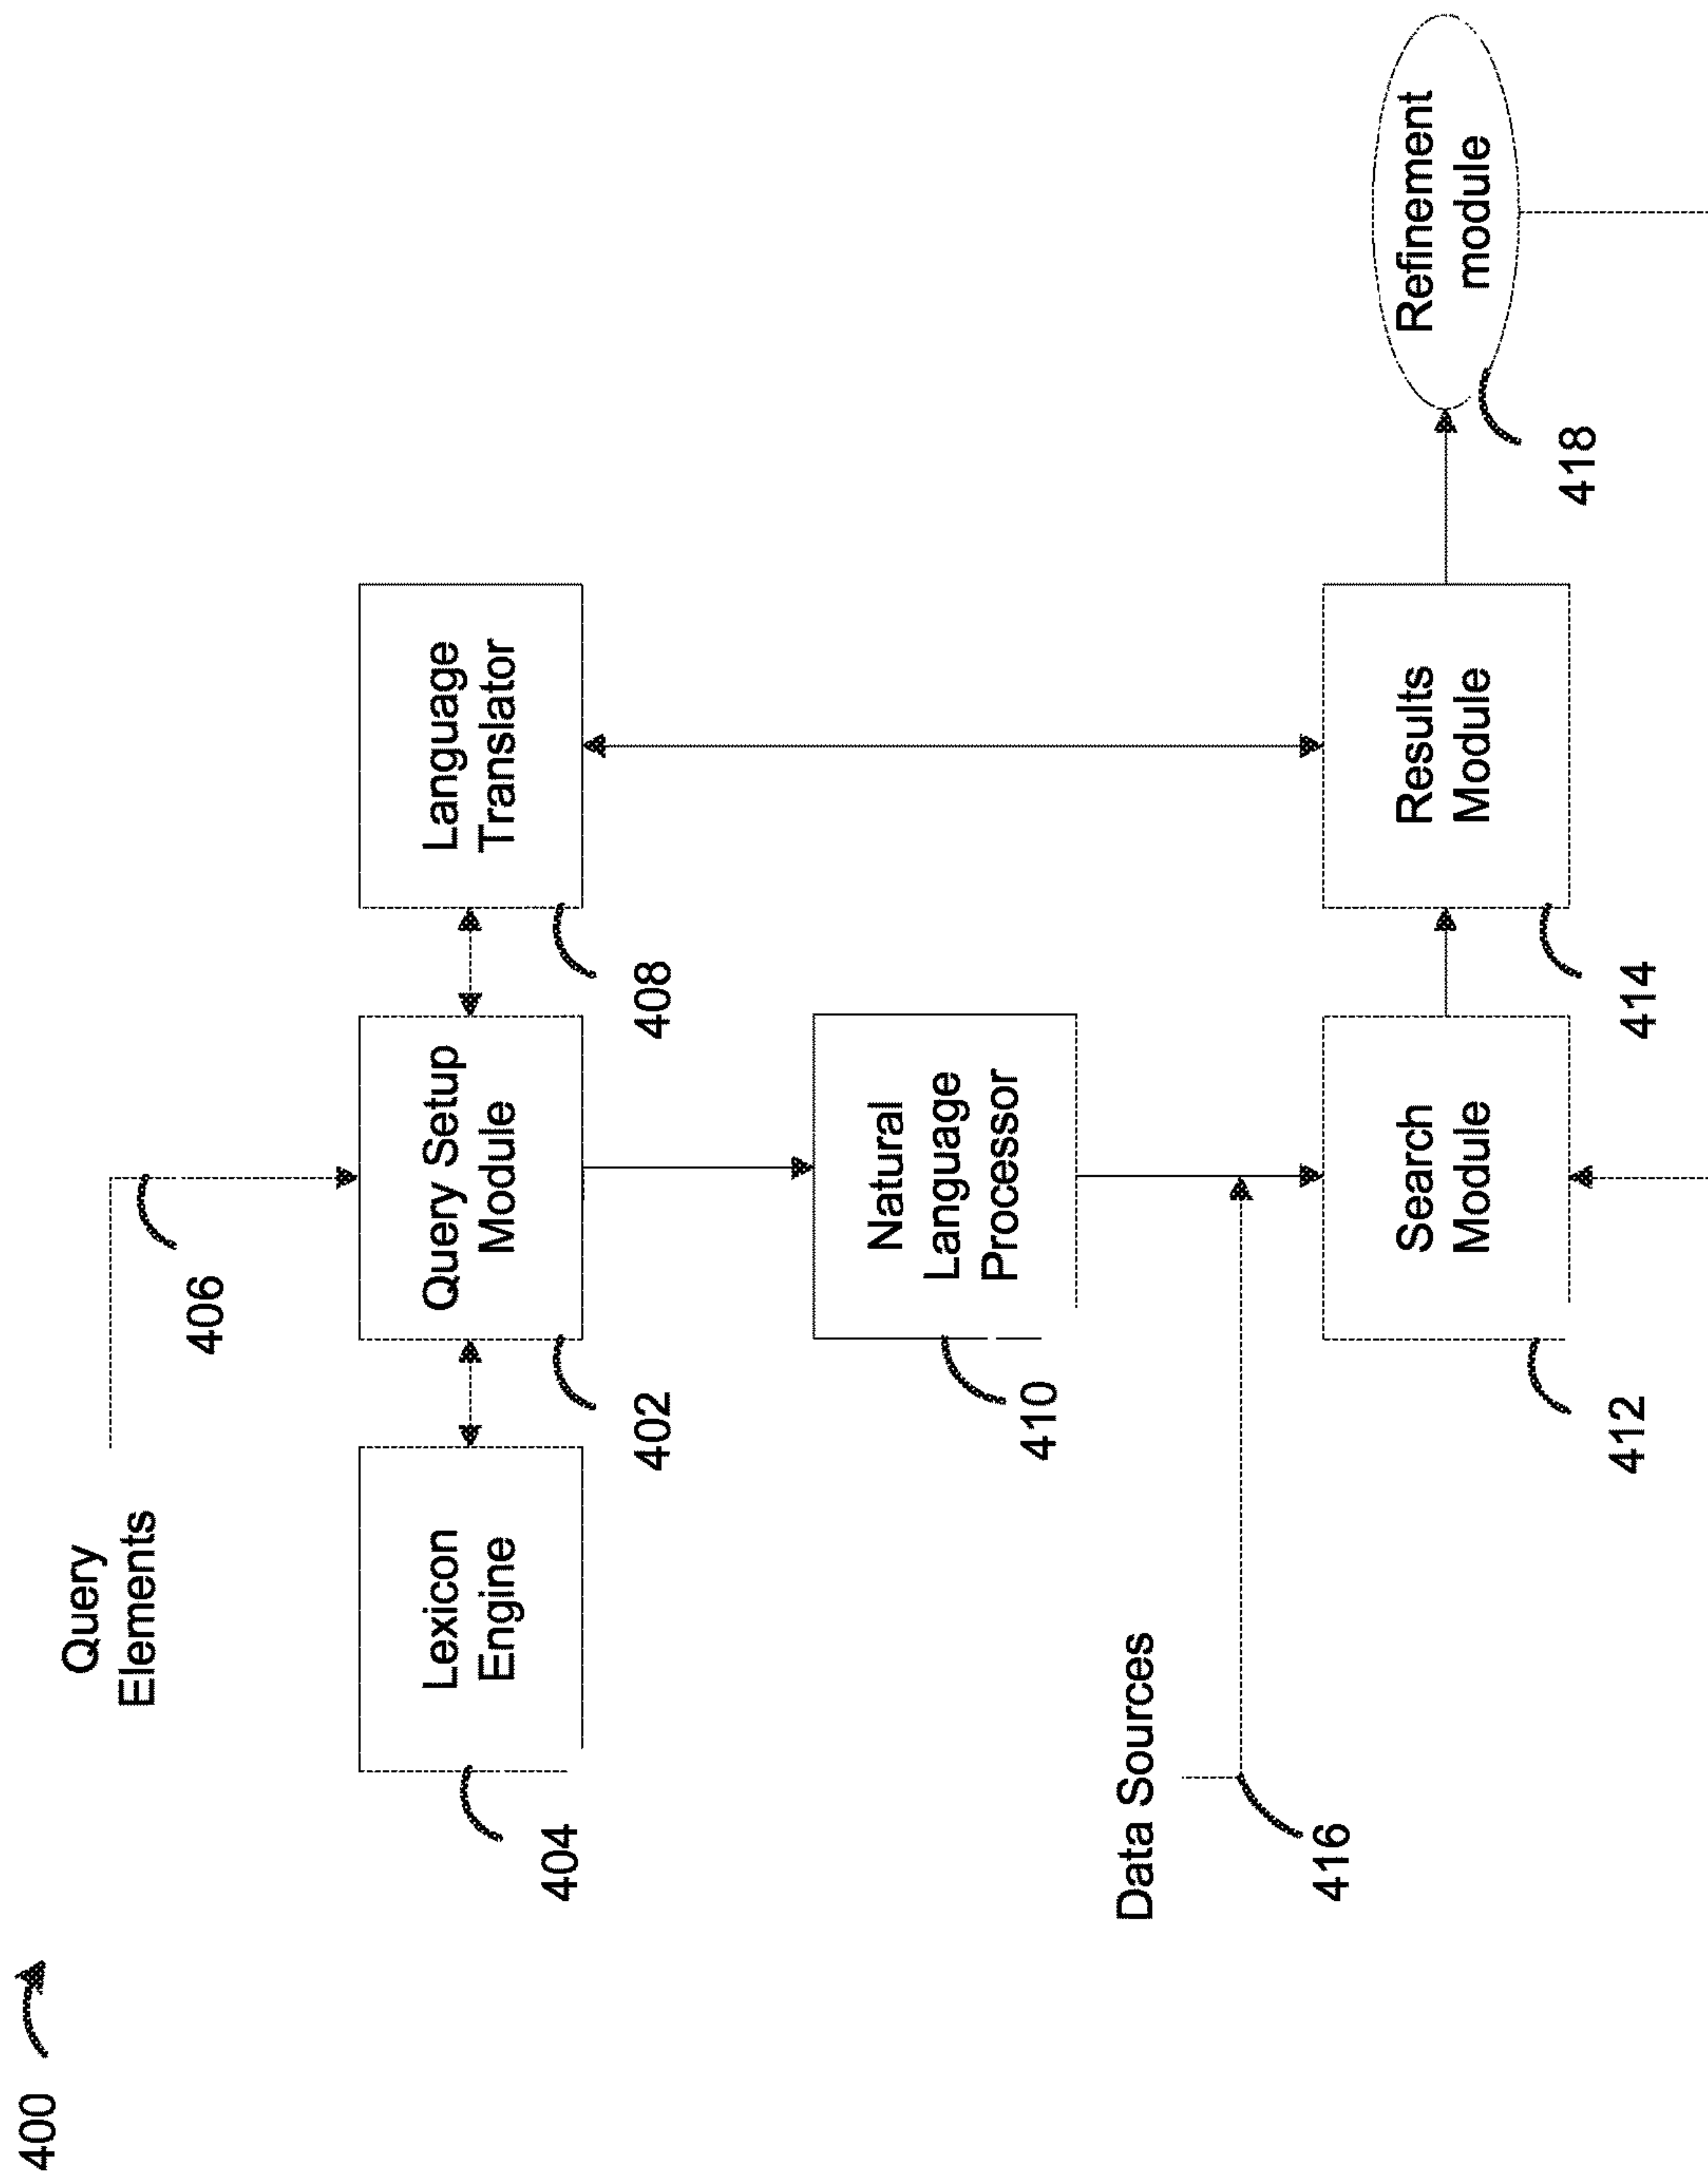 400
Query
Elements
406
Lexicon
Engine
404
Query Setup
Module
402
Language
Translator
408
Natural
Language
Processor
410
Data Sources
416
Search
Module
412
Results
Module
414
Refinement
module
418